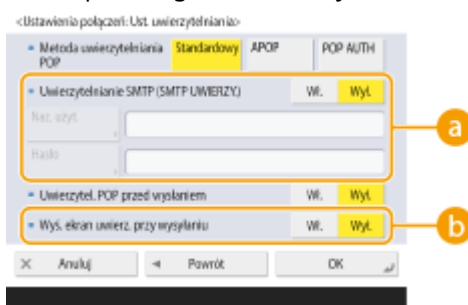 <Ustawienia połączeń: Ust. uwierzytelniania>
Metoda uwierzytelniania POP Standardowy APOP POP AUTH
Uwierzytelnianie SMTP (SMTP UWIERZY.) Wł. Wył.
Naz. użyt.
Hasło
a
Uwierzytel. POP przed wysłaniem Wł. Wył.
Wyś. ekran uwierz. przy wysyłaniu Wł. Wył.
b
Anuluj Powrót OK